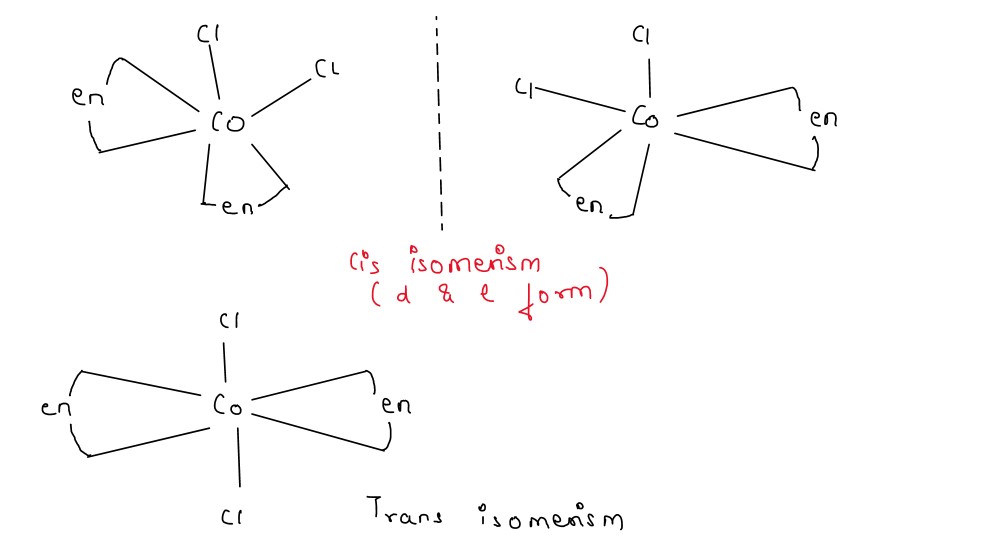 Cl
Cl
en
Co
en
Cl
Cl
Co
en
en
Cis isomerism
(d & l form)
Cl
en
Co
en
Cl
Trans isomerism